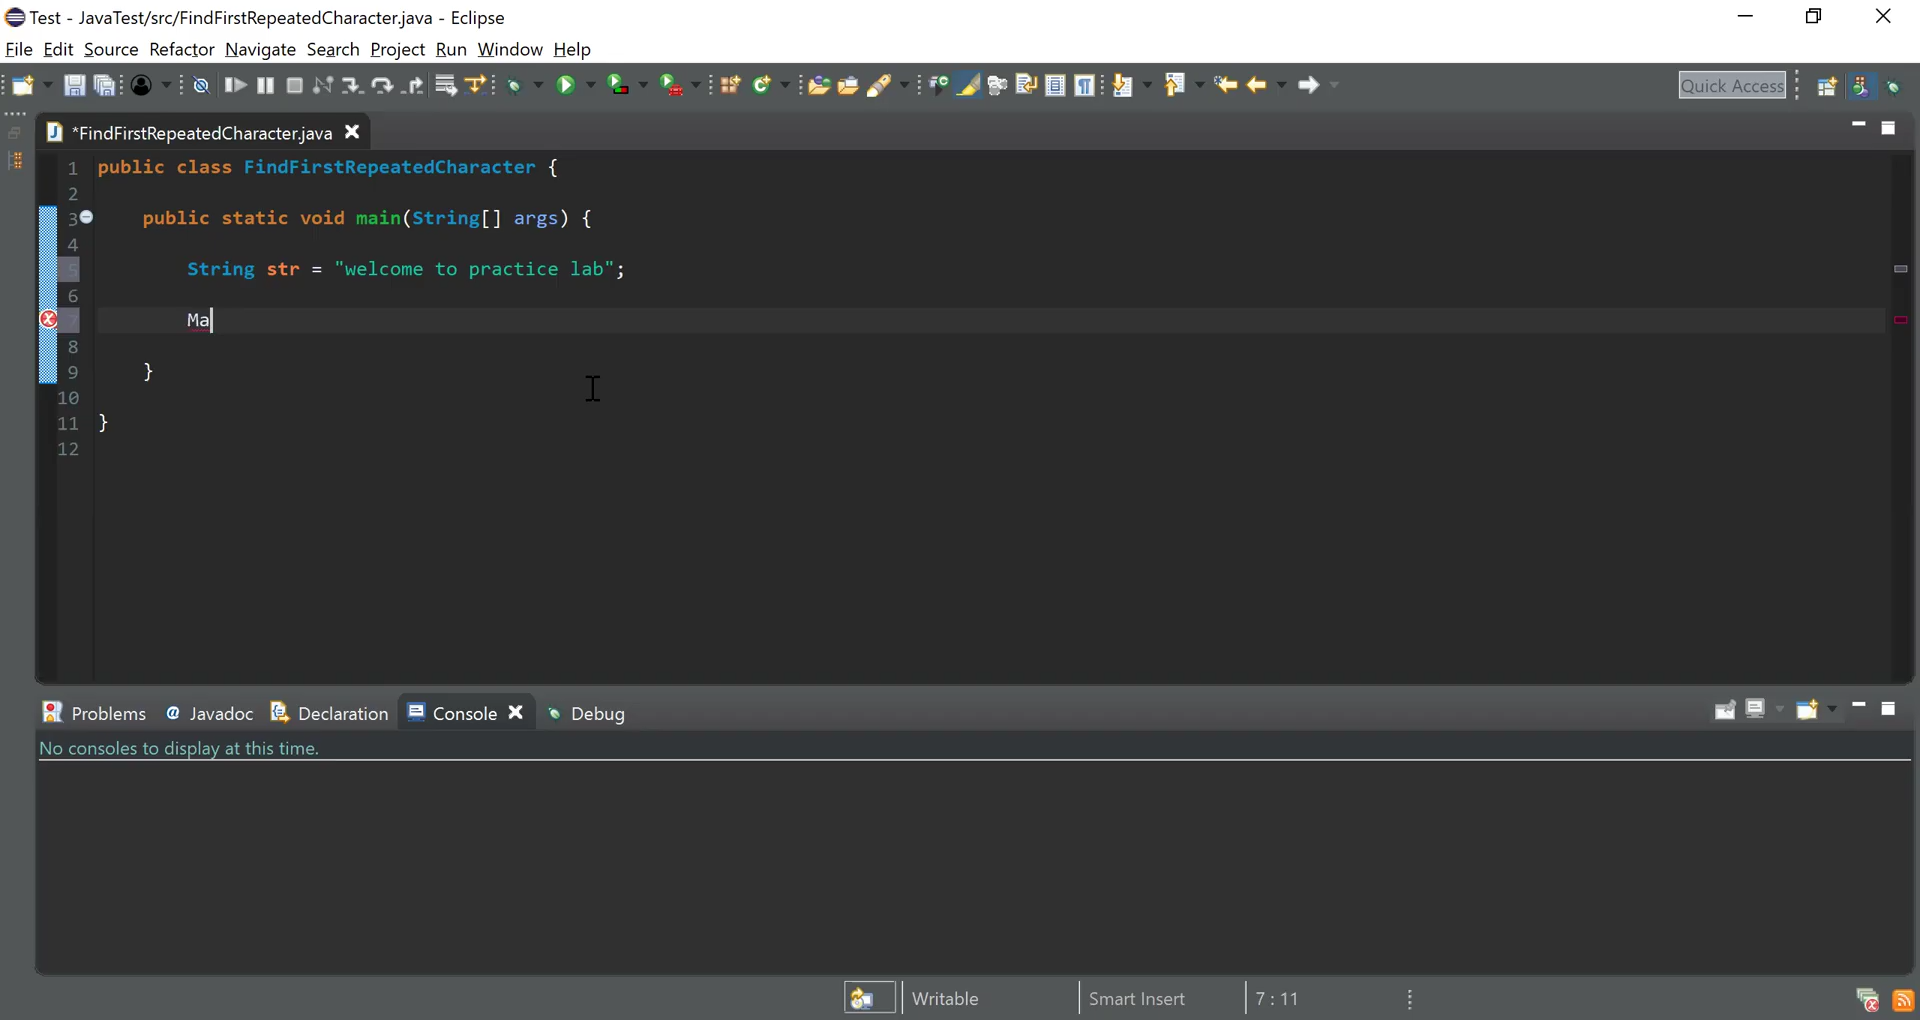 Test - JavaTest/src/FindFirstRepeatedCharacter.java - Eclipse
File Edit Source Refactor Navigate Search Project Run Window Help
Quick Access
*FindFirstRepeatedCharacter.java
1 public class FindFirstRepeatedCharacter {
2
3 public static void main(String[] args) {
4
5 String str = "welcome to practice lab";
6
7 Ma
8
9 }
10
11 }
12
Problems @ Javadoc Declaration Console Debug
No consoles to display at this time.
Writable Smart Insert 7 : 11